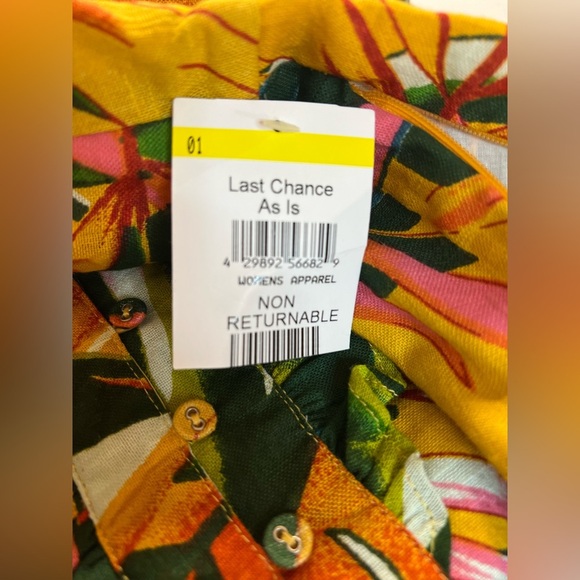 01
Last Chance
As Is
4 29892 56682 9
WOMENS APPAREL
NON
RETURNABLE